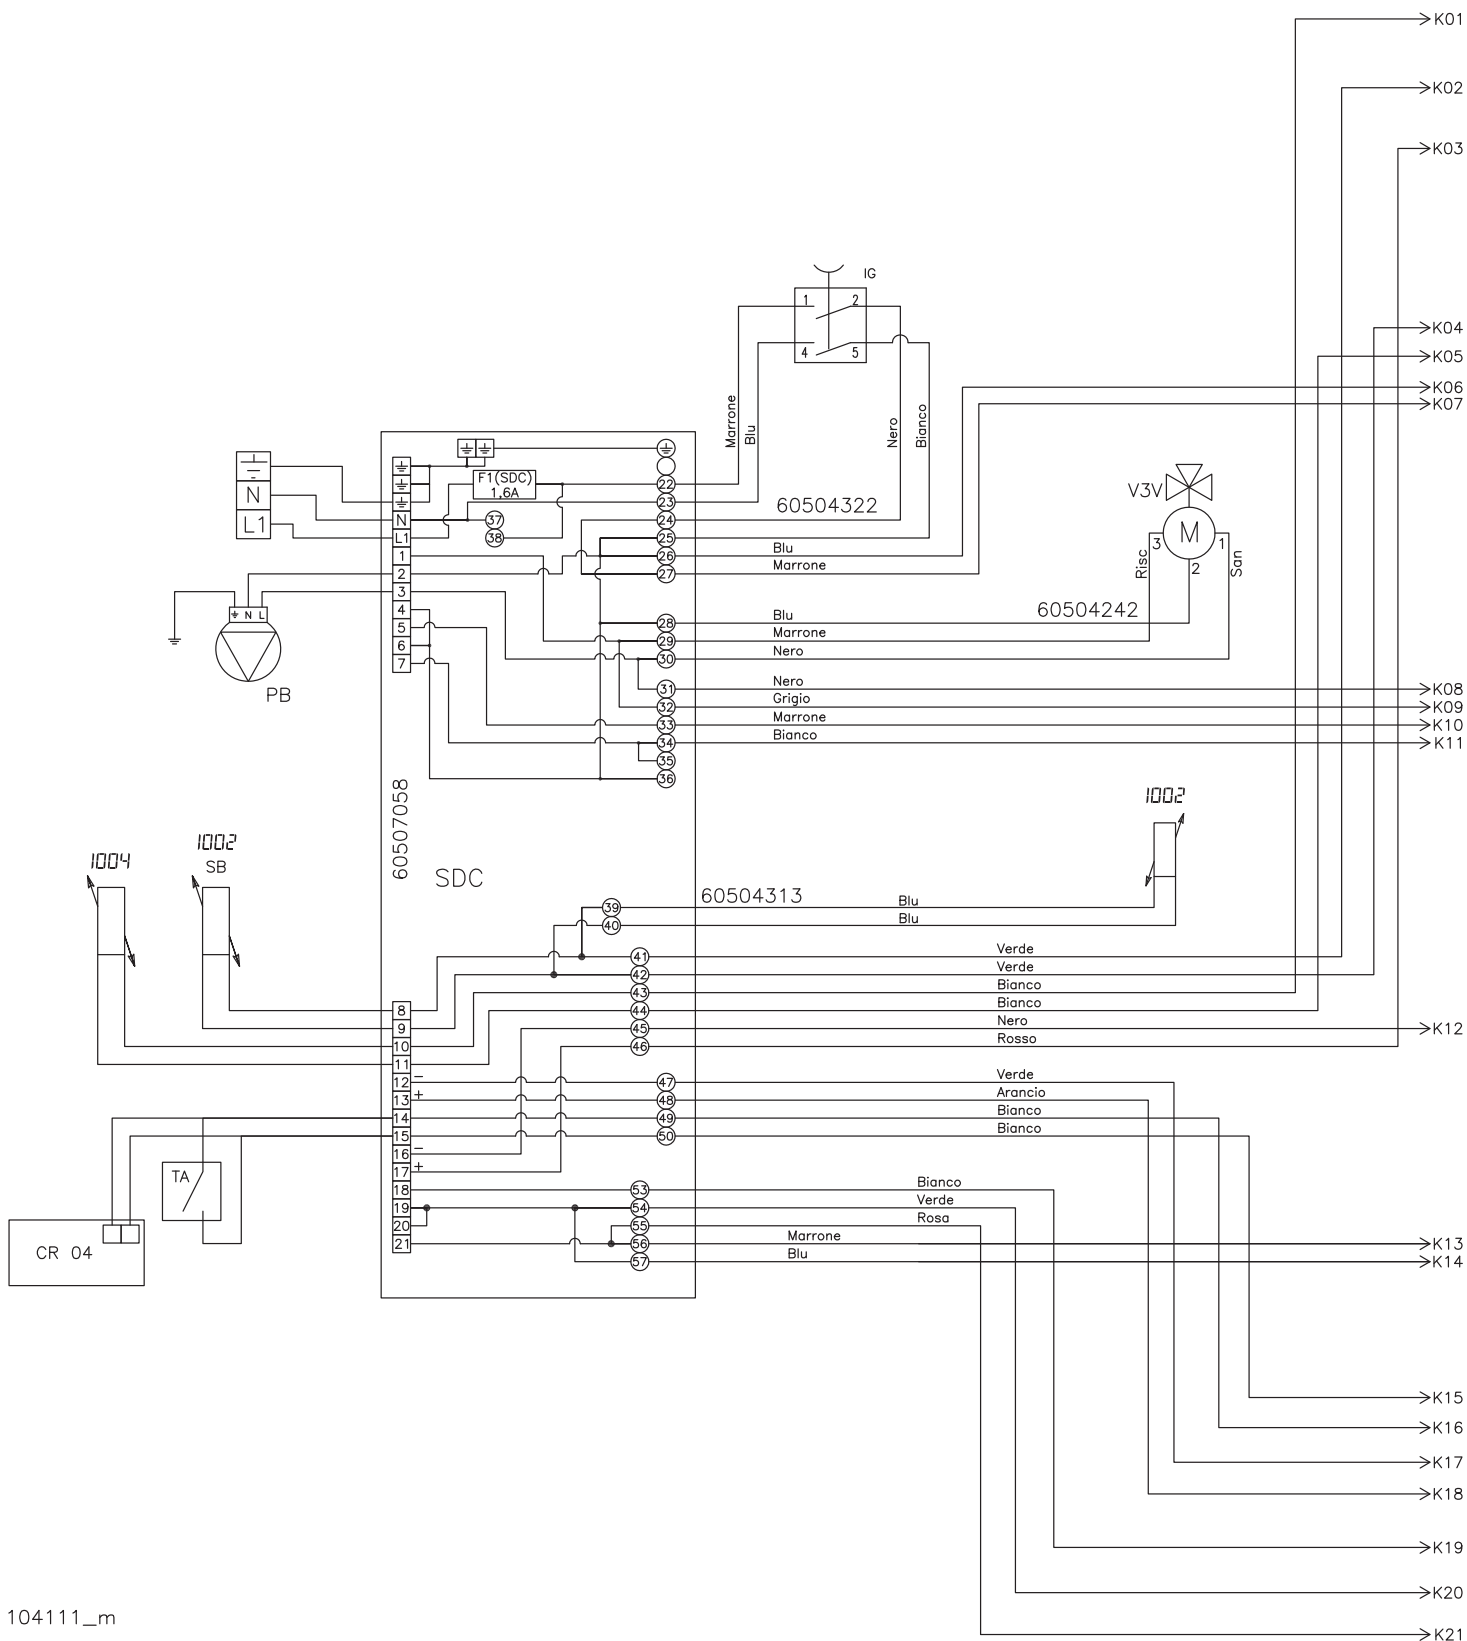 K01
K02
K03
IG
1 2
4 5
K04
K05
K06
K07
Marrone
Blu
Nero
Bianco
N
L1
F1(SDC)
1,6A
22
23
24
25
26
27
37
38
60504322
Blu
Marrone
V3V
M
3
1
2
Risc
San
N
L1
1
2
3
4
5
6
7
N L
PB
28
29
30
Blu
Marrone
Nero
60504242
31
32
33
34
35
36
Nero
Grigio
Marrone
Bianco
K08
K09
K10
K11
60507058
SDC
1004
1002
SB
1002
60504313
39
40
Blu
Blu
41
42
43
44
45
46
Verde
Verde
Bianco
Bianco
Nero
Rosso
K12
8
9
10
11
12 −
13 +
14
15
16 −
17 +
18
19
20
21
47
48
49
50
Verde
Arancio
Bianco
Bianco
TA
CR 04
53
54
55
56
57
Bianco
Verde
Rosa
Marrone
Blu
K13
K14
K15
K16
K17
K18
K19
K20
K21
104111_m